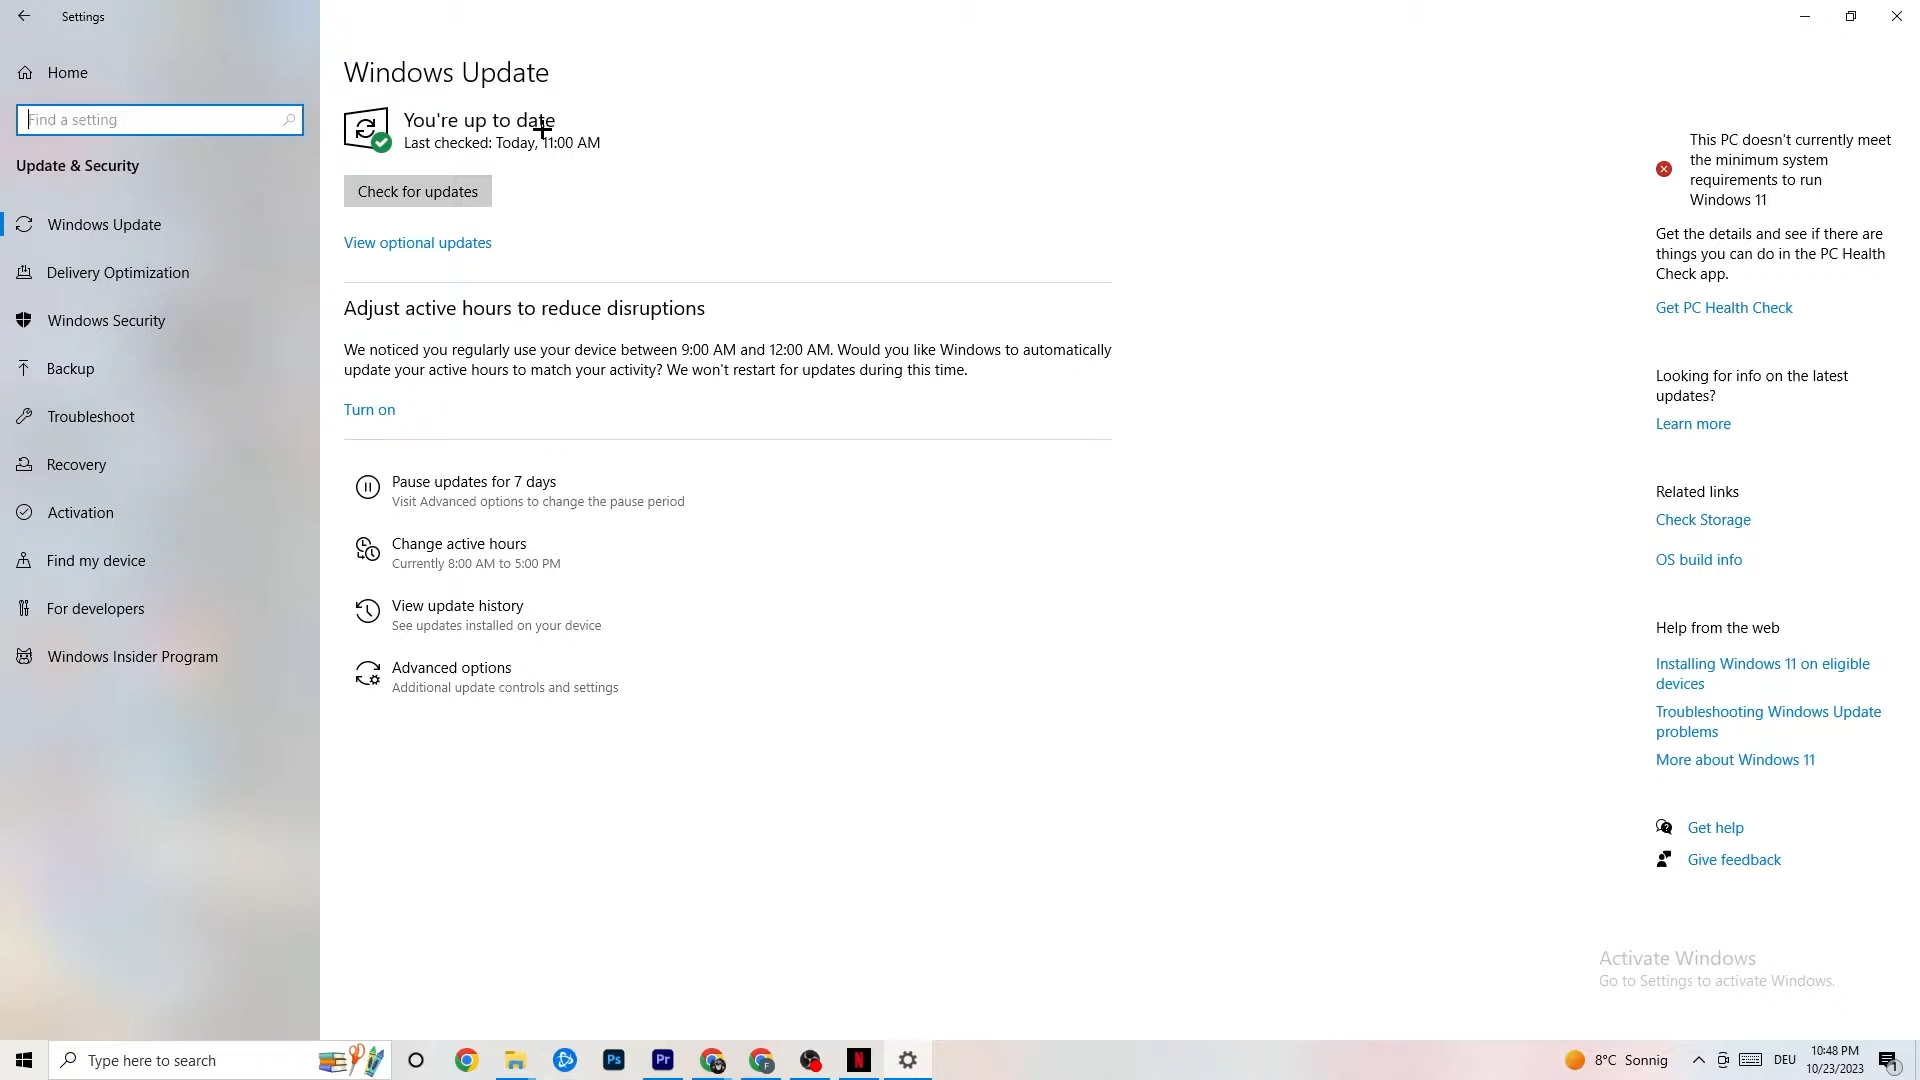 Settings
Home
Find a setting
Update & Security
Windows Update
Delivery Optimization
Windows Security
Backup
Troubleshoot
Recovery
Activation
Find my device
For developers
Windows Insider Program
Windows Update
You're up to date
Last checked: Today, 11:00 AM
Check for updates
View optional updates
Adjust active hours to reduce disruptions
We noticed you regularly use your device between 9:00 AM and 12:00 AM. Would you like Windows to automatically
update your active hours to match your activity? We won't restart for updates during this time.
Turn on
Pause updates for 7 days
Visit Advanced options to change the pause period
Change active hours
Currently 8:00 AM to 5:00 PM
View update history
See updates installed on your device
Advanced options
Additional update controls and settings
This PC doesn't currently meet
the minimum system
requirements to run
Windows 11
Get the details and see if there are
things you can do in the PC Health
Check app.
Get PC Health Check
Looking for info on the latest
updates?
Learn more
Related links
Check Storage
OS build info
Help from the web
Installing Windows 11 on eligible
devices
Troubleshooting Windows Update
problems
More about Windows 11
Get help
Give feedback
Activate Windows
Go to Settings to activate Windows.
Type here to search
Ps
Pr
F
N
8°C Sonnig
DEU
10:48 PM
10/23/2023
1